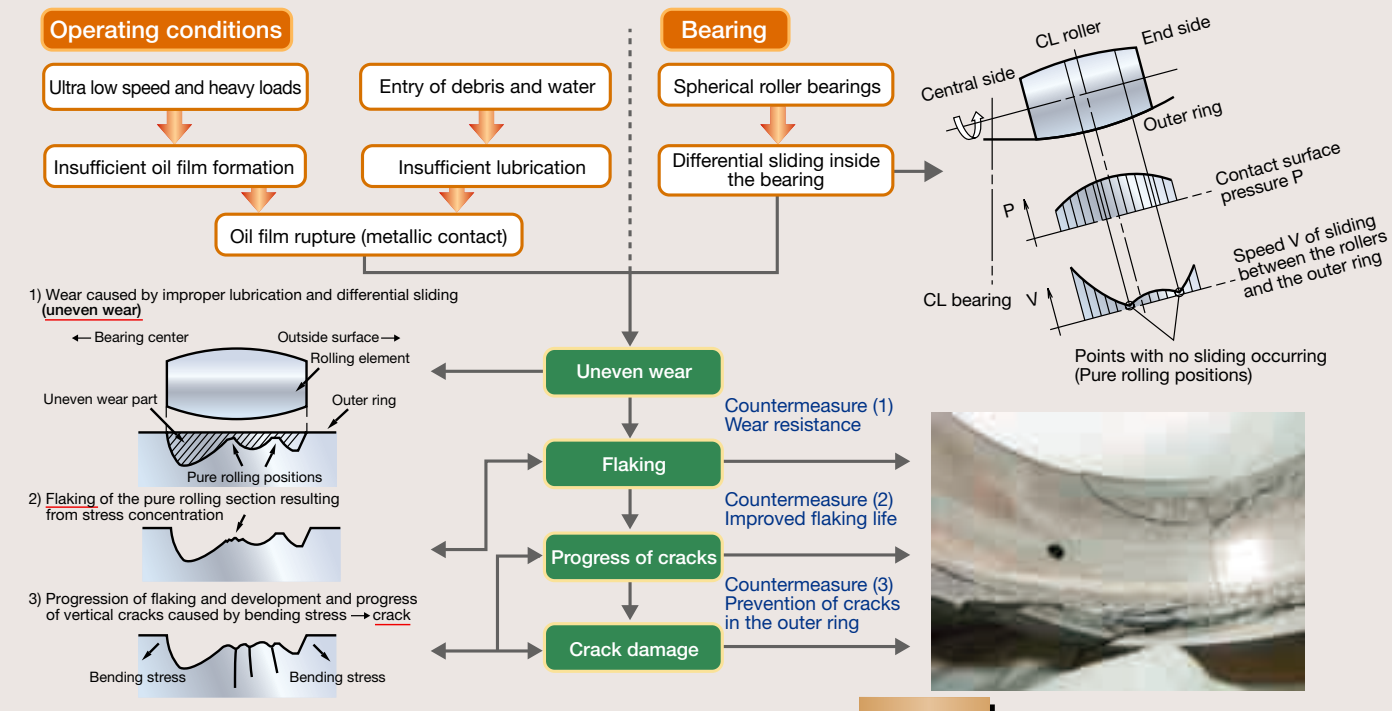 Operating conditions
Ultra low speed and heavy loads
Entry of debris and water
Insufficient oil film formation
Insufficient lubrication
Oil film rupture (metallic contact)
Bearing
Spherical roller bearings
Differential sliding inside
the bearing
CL roller
End side
Central side
Outer ring
Contact surface
pressure P
P
Speed V of sliding
between the rollers
and the outer ring
CL bearing
V
Points with no sliding occurring
(Pure rolling positions)
1) Wear caused by improper lubrication and differential sliding
(uneven wear)
Bearing center
Outside surface
Rolling element
Uneven wear part
Outer ring
Pure rolling positions
2) Flaking of the pure rolling section resulting
from stress concentration
3) Progression of flaking and development and progress
of vertical cracks caused by bending stress → crack
Bending stress
Bending stress
Uneven wear
Countermeasure (1)
Wear resistance
Flaking
Countermeasure (2)
Improved flaking life
Progress of cracks
Countermeasure (3)
Prevention of cracks
in the outer ring
Crack damage